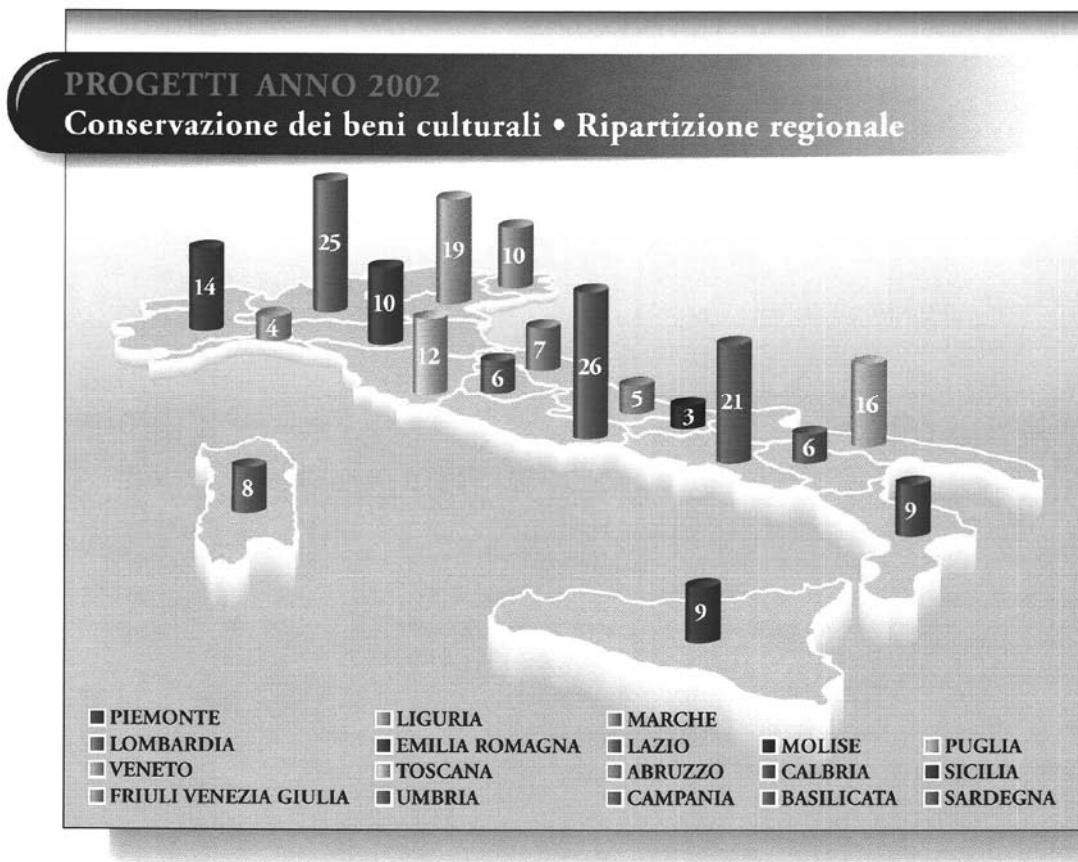 PROGETTI ANNO 2002
Conservazione dei beni culturali • Ripartizione regionale
25
19
10
14
10
4
12
7
6
26
5
3
21
16
6
8
9
9
PIEMONTE
LOMBARDIA
VENETO
FRIULI VENEZIA GIULIA
LIGURIA
EMILIA ROMAGNA
TOSCANA
UMBRIA
MARCHE
LAZIO
ABRUZZO
CAMPANIA
MOLISE
CALBRIA
BASILICATA
PUGLIA
SICILIA
SARDEGNA